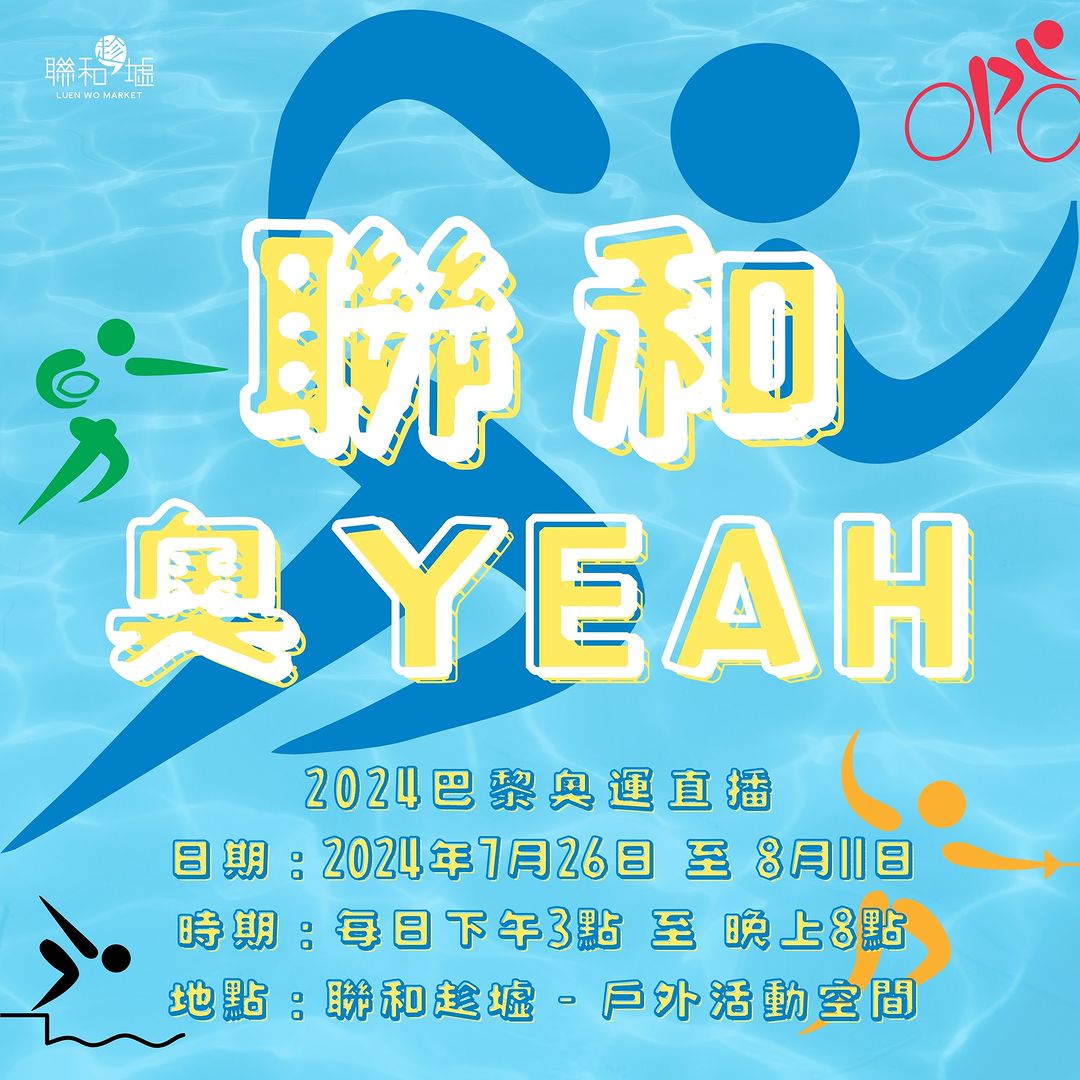 聯和趁墟
LUEN WO MARKET
聯和
奧YEAH
2024巴黎奧運直播
日期：2024年7月26日 至 8月11日
時期：每日下午3點 至 晚上8點
地點：聯和趁墟 - 戶外活動空間